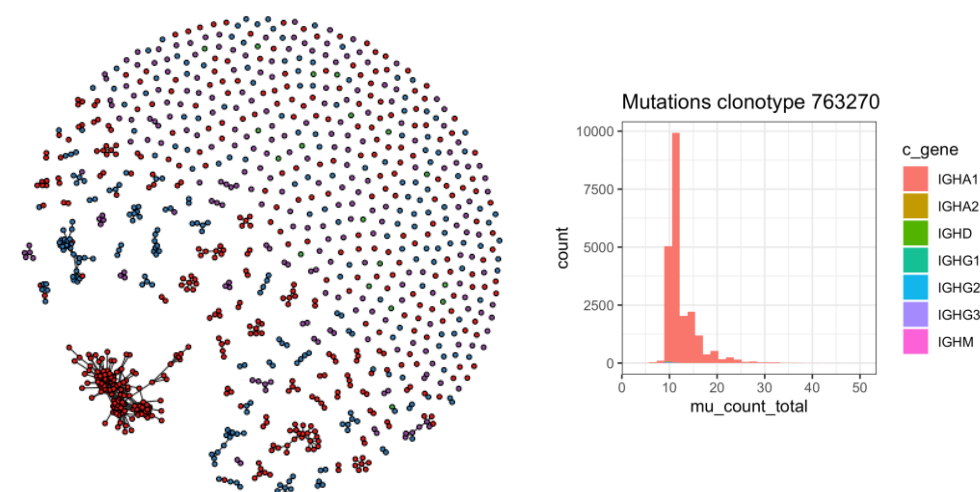 Mutations clonotype 763270
10000
7500
5000
2500
0
count
0 10 20 30 40 50
mu_count_total
c_gene
IGHA1
IGHA2
IGHD
IGHG1
IGHG2
IGHG3
IGHM